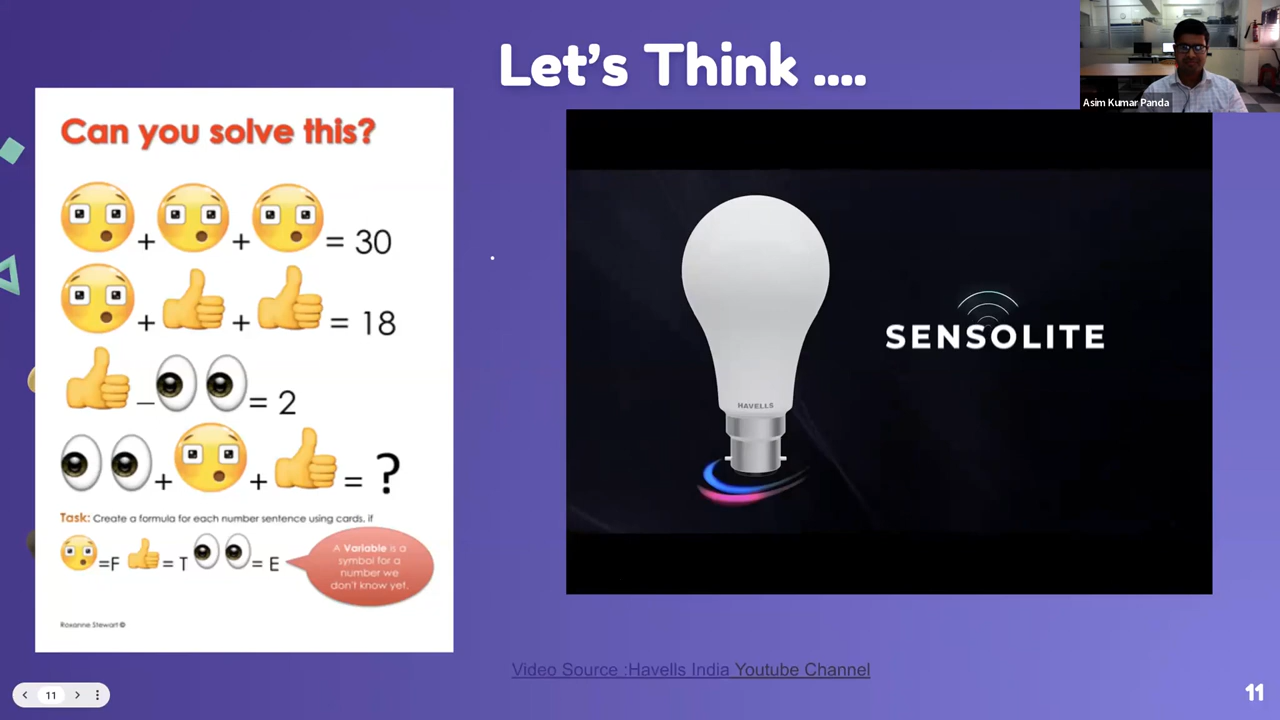 Let's Think ....
Asim Kumar Panda
Can you solve this?
+ + = 30
+ + = 18
– = 2
+ + = ?
Task: Create a formula for each number sentence using cards, if
=F = T = E
A Variable is a
symbol for a
number we
don't know yet.
Roxanne Stewart ©
HAVELLS
SENSOLITE
Video Source :Havells India Youtube Channel
11
11